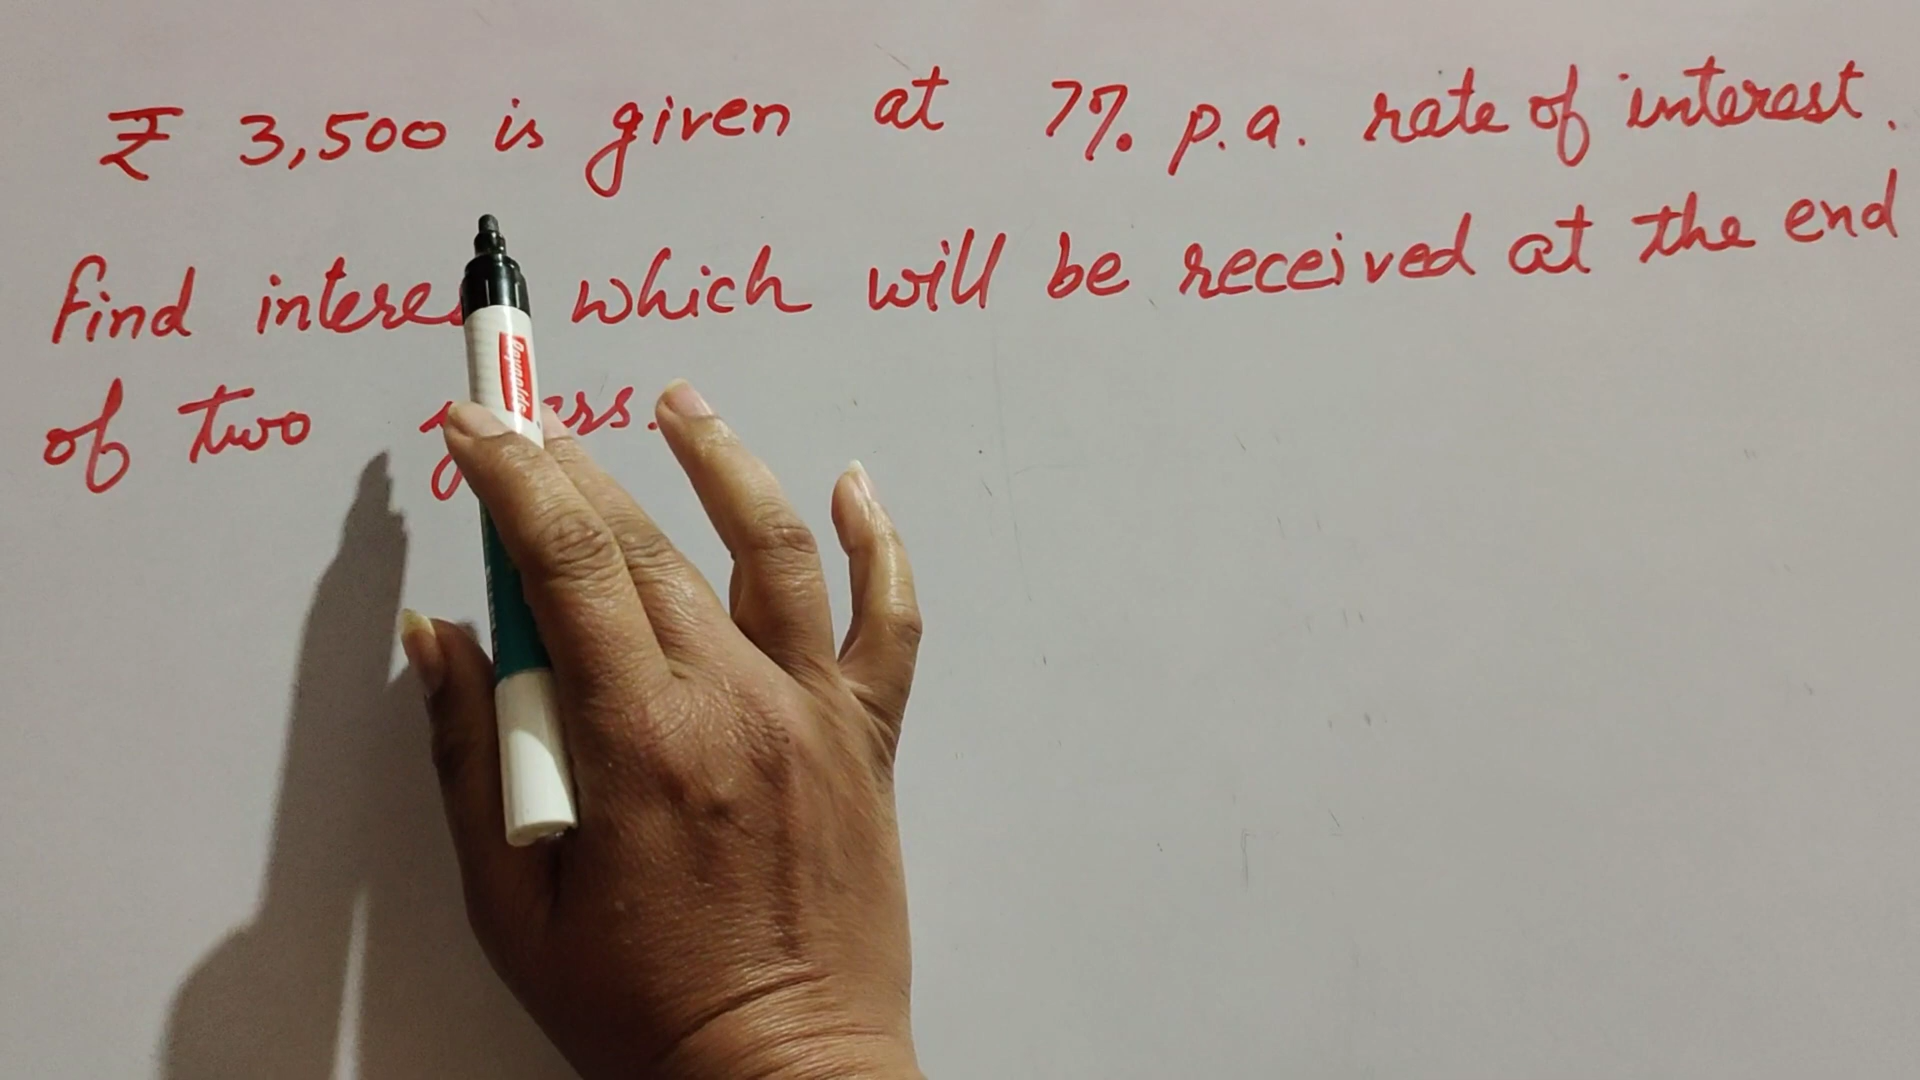 ₹ 3,500 is given at 7% p.a. rate of interest.
Find which will be received at the end
of two
Reynolds